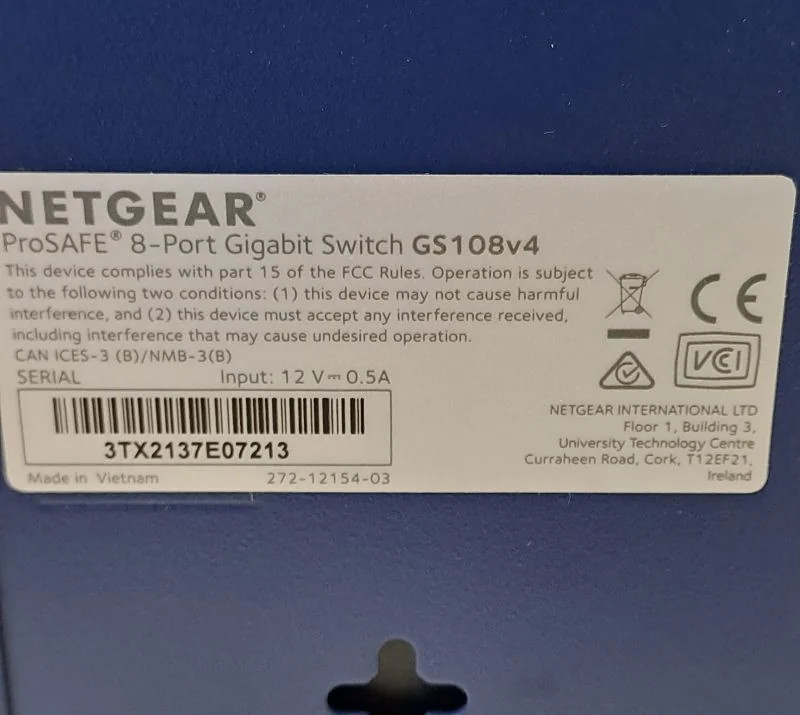 NETGEAR®
ProSAFE® 8-Port Gigabit Switch GS108v4
This device complies with part 15 of the FCC Rules. Operation is subject
to the following two conditions: (1) this device may not cause harmful
interference, and (2) this device must accept any interference received,
including interference that may cause undesired operation.
CAN ICES-3 (B)/NMB-3(B)
SERIAL Input: 12 V⎓0.5A
3TX2137E07213
Made in Vietnam 272-12154-03
CE
VCI
NETGEAR INTERNATIONAL LTD
Floor 1, Building 3,
University Technology Centre
Curraheen Road, Cork, T12EF21,
Ireland